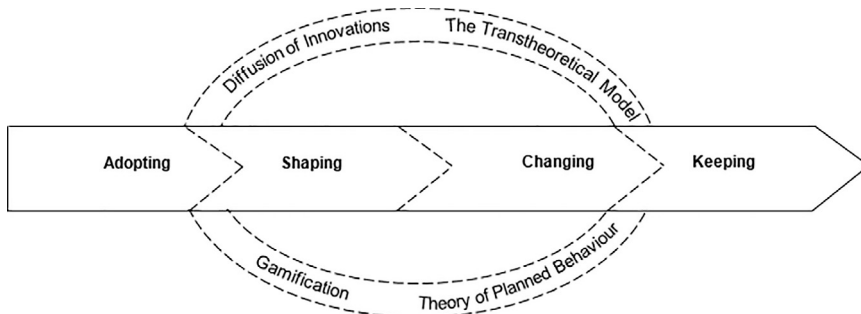 Diffusion of Innovations
The Transtheoretical Model
Adopting
Shaping
Changing
Keeping
Gamification
Theory of Planned Behaviour